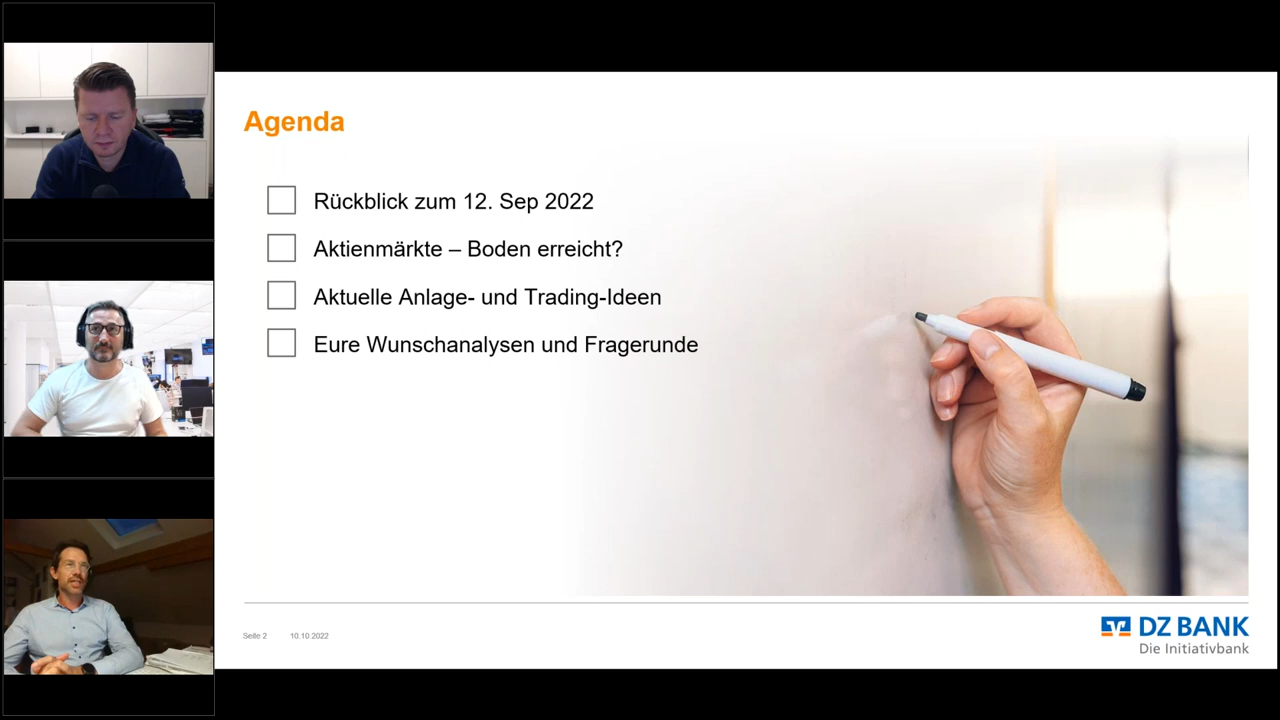 Agenda
Rückblick zum 12. Sep 2022
Aktienmärkte – Boden erreicht?
Aktuelle Anlage- und Trading-Ideen
Eure Wunschanalysen und Fragerunde
Seite 2 10.10.2022
DZ BANK
Die Initiativbank